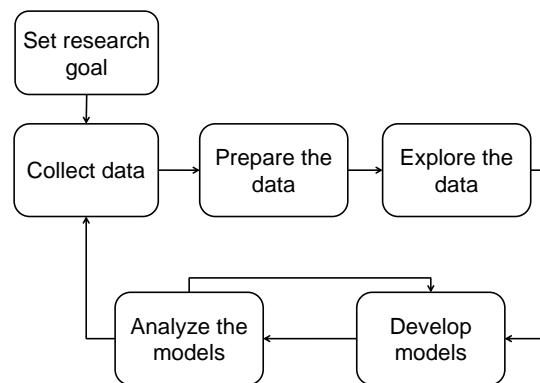 Set research
goal
Collect data
Prepare the
data
Explore the
data
Analyze the
models
Develop
models